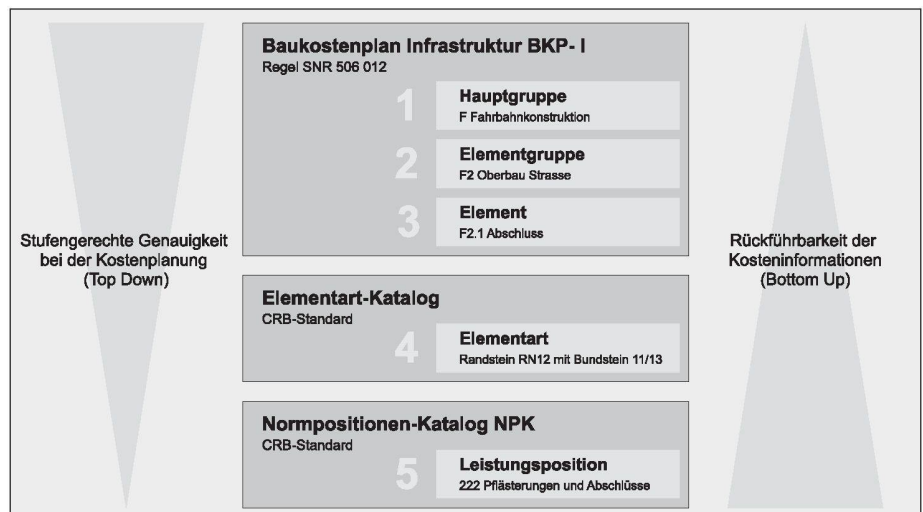 Baukostenplan Infrastruktur BKP- I
Regel SNR 506 012
1
Hauptgruppe
F Fahrbahnkonstruktion
2
Elementgruppe
F2 Oberbau Strasse
3
Element
F2.1 Abschluss
Stufengerechte Genauigkeit
bei der Kostenplanung
(Top Down)
Rückführbarkeit der
Kosteninformationen
(Bottom Up)
Elementart-Katalog
CRB-Standard
4
Elementart
Randstein RN12 mit Bundstein 11/13
Normpositionen-Katalog NPK
CRB-Standard
5
Leistungsposition
222 Pflästerungen und Abschlüsse